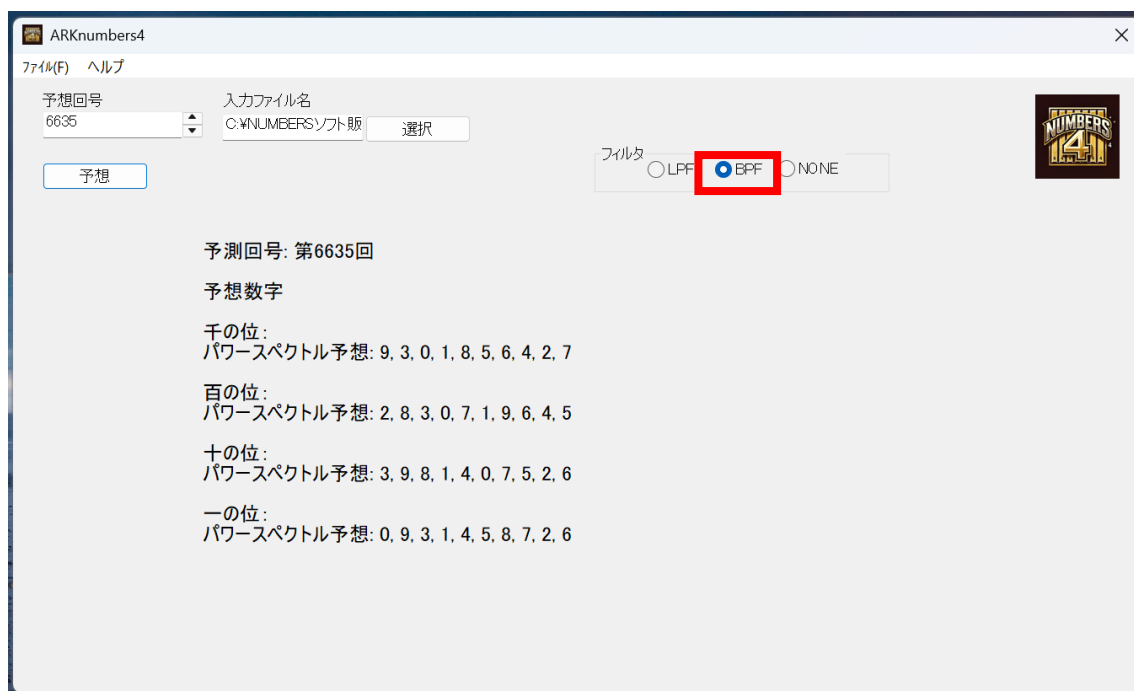 ARKnumbers4
ファイル(F) ヘルプ
予想回号
入力ファイル名
6635
C:¥NUMBERSソフト販
選択
予想
フィルタ
LPF BPF NONE
NUMBERS
4
予測回号: 第6635回
予想数字
千の位:
パワースペクトル予想: 9, 3, 0, 1, 8, 5, 6, 4, 2, 7
百の位:
パワースペクトル予想: 2, 8, 3, 0, 7, 1, 9, 6, 4, 5
十の位:
パワースペクトル予想: 3, 9, 8, 1, 4, 0, 7, 5, 2, 6
一の位:
パワースペクトル予想: 0, 9, 3, 1, 4, 5, 8, 7, 2, 6